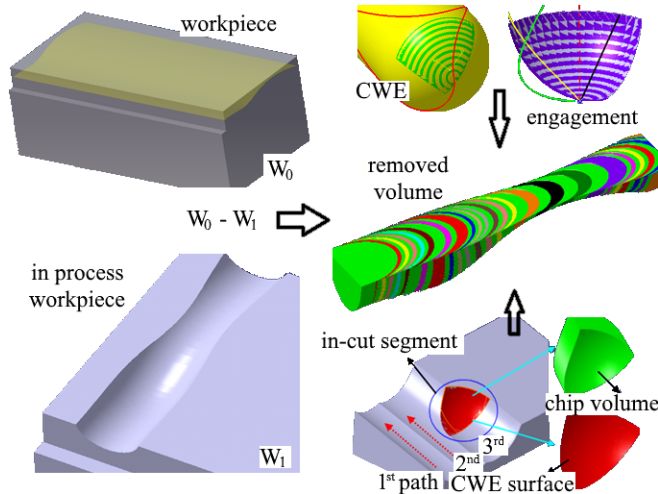 workpiece
W0
CWE
engagement
removed
volume
W0 - W1
in process
workpiece
W1
in-cut segment
chip volume
3rd
2nd
1st path
CWE surface